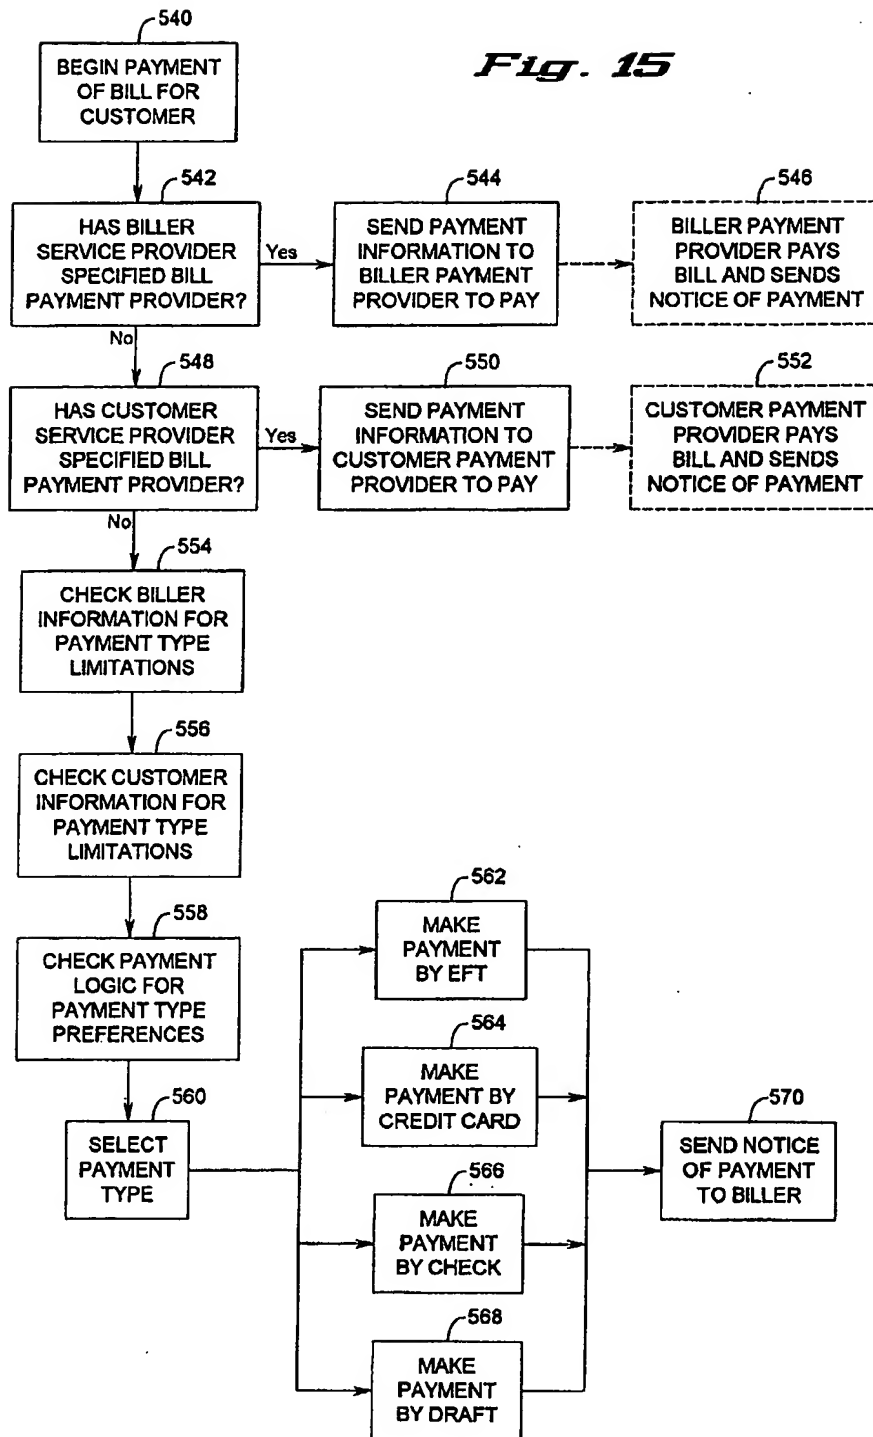 540
BEGIN PAYMENT
OF BILL FOR
CUSTOMER
Fig. 15
542
HAS BILLER
SERVICE PROVIDER
SPECIFIED BILL
PAYMENT PROVIDER?
Yes
544
SEND PAYMENT
INFORMATION TO
BILLER PAYMENT
PROVIDER TO PAY
546
BILLER PAYMENT
PROVIDER PAYS
BILL AND SENDS
NOTICE OF PAYMENT
No
548
HAS CUSTOMER
SERVICE PROVIDER
SPECIFIED BILL
PAYMENT PROVIDER?
Yes
550
SEND PAYMENT
INFORMATION TO
CUSTOMER PAYMENT
PROVIDER TO PAY
552
CUSTOMER PAYMENT
PROVIDER PAYS
BILL AND SENDS
NOTICE OF PAYMENT
No
554
CHECK BILLER
INFORMATION FOR
PAYMENT TYPE
LIMITATIONS
556
CHECK CUSTOMER
INFORMATION FOR
PAYMENT TYPE
LIMITATIONS
558
CHECK PAYMENT
LOGIC FOR
PAYMENT TYPE
PREFERENCES
560
SELECT
PAYMENT
TYPE
562
MAKE
PAYMENT
BY EFT
564
MAKE
PAYMENT BY
CREDIT CARD
566
MAKE
PAYMENT
BY CHECK
568
MAKE
PAYMENT
BY DRAFT
570
SEND NOTICE
OF PAYMENT
TO BILLER